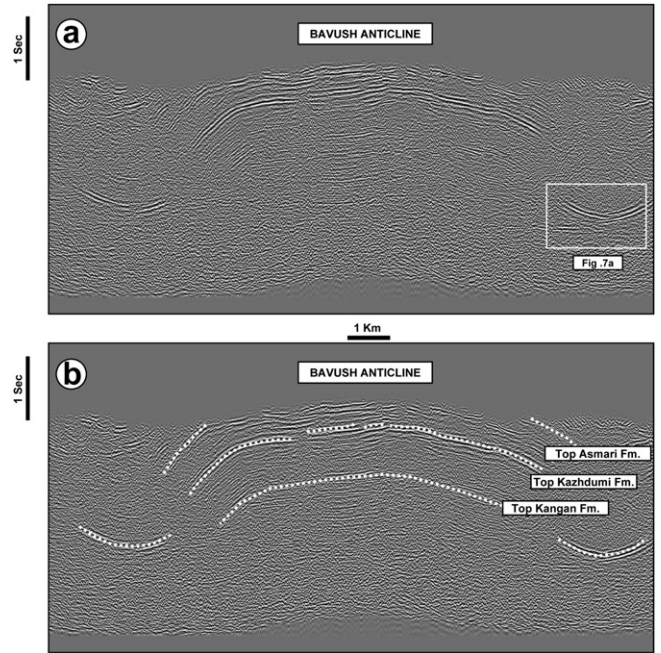 1 Sec
a
BAVUSH ANTICLINE
Fig .7a
1 Km
1 Sec
b
BAVUSH ANTICLINE
Top Asmari Fm.
Top Kazhdumi Fm.
Top Kangan Fm.